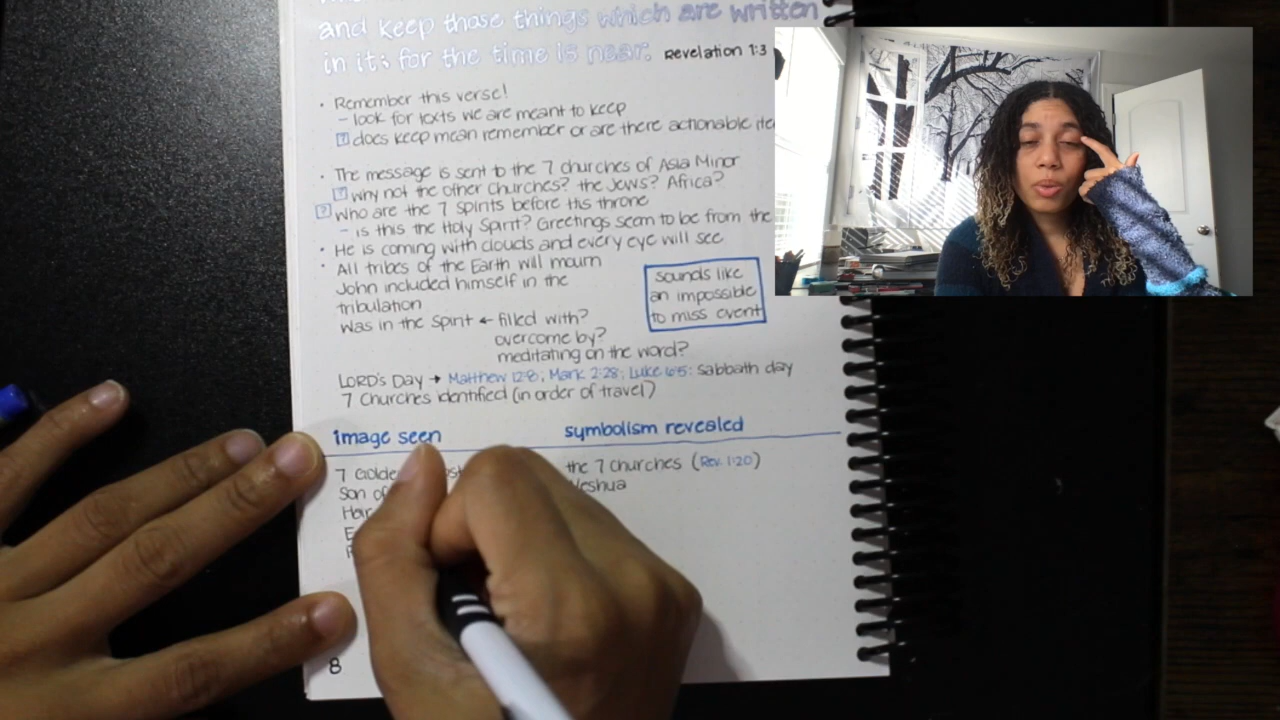 and keep those things which are written
in it: for the time is near. Revelation 1:3
• Remember this verse!
- look for texts we are meant to keep
? does keep mean remember or are there actionable
• The message is sent to the 7 churches of Asia Minor
? why not the other churches? the Jews? Africa?
? Who are the 7 spirits before His throne
- is this the Holy Spirit? Greetings seem to be from the
• He is coming with clouds and every eye will see
• All tribes of the Earth will mourn
John included himself in the
tribulation
sounds like
an impossible
to miss event
Was in the Spirit ← filled with?
overcome by?
meditating on the word?
LORD's Day → Matthew 12:8; Mark 2:28; Luke 6:5: Sabbath day
7 Churches identified (in order of travel)
image seen symbolism revealed
7 the 7 churches (Rev. 1:20)
Son of Yeshua
8